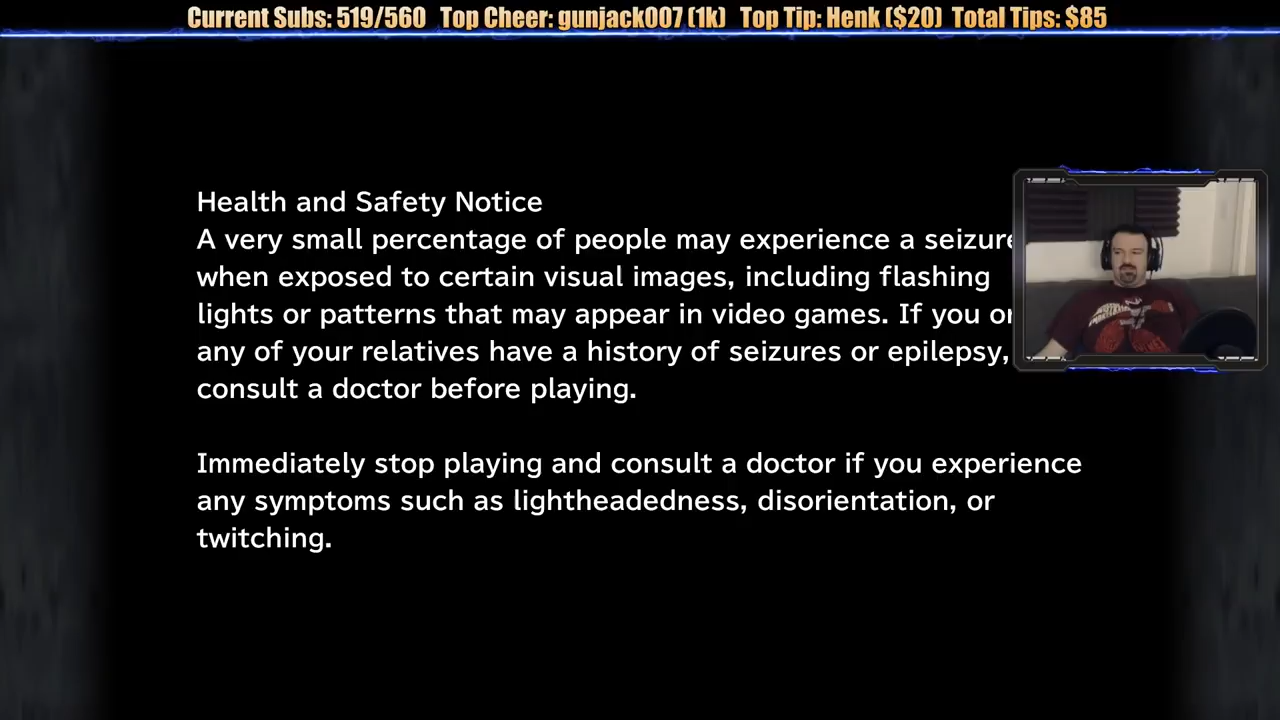 Current Subs: 519/560 Top Cheer: gunjack007 (1k) Top Tip: Henk ($20) Total Tips: $85
Health and Safety Notice
A very small percentage of people may experience a seizure
when exposed to certain visual images, including flashing
lights or patterns that may appear in video games. If you or
any of your relatives have a history of seizures or epilepsy,
consult a doctor before playing.
Immediately stop playing and consult a doctor if you experience
any symptoms such as lightheadedness, disorientation, or
twitching.